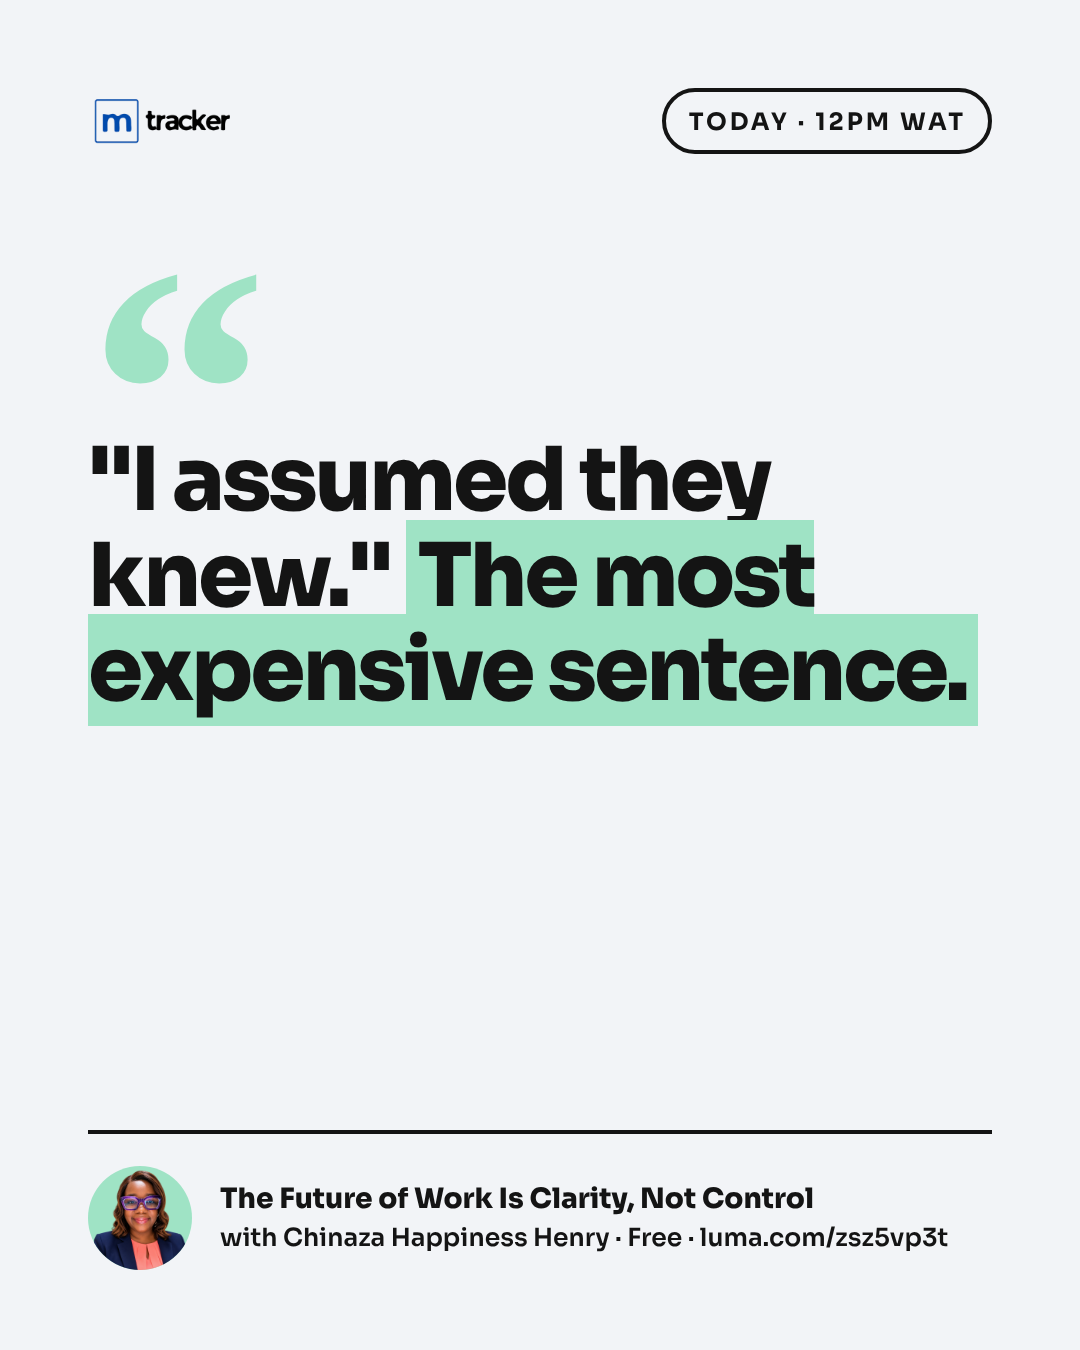 m tracker
TODAY · 12PM WAT
“
"I assumed they
knew." The most
expensive sentence.
The Future of Work Is Clarity, Not Control
with Chinaza Happiness Henry · Free · luma.com/zsz5vp3t